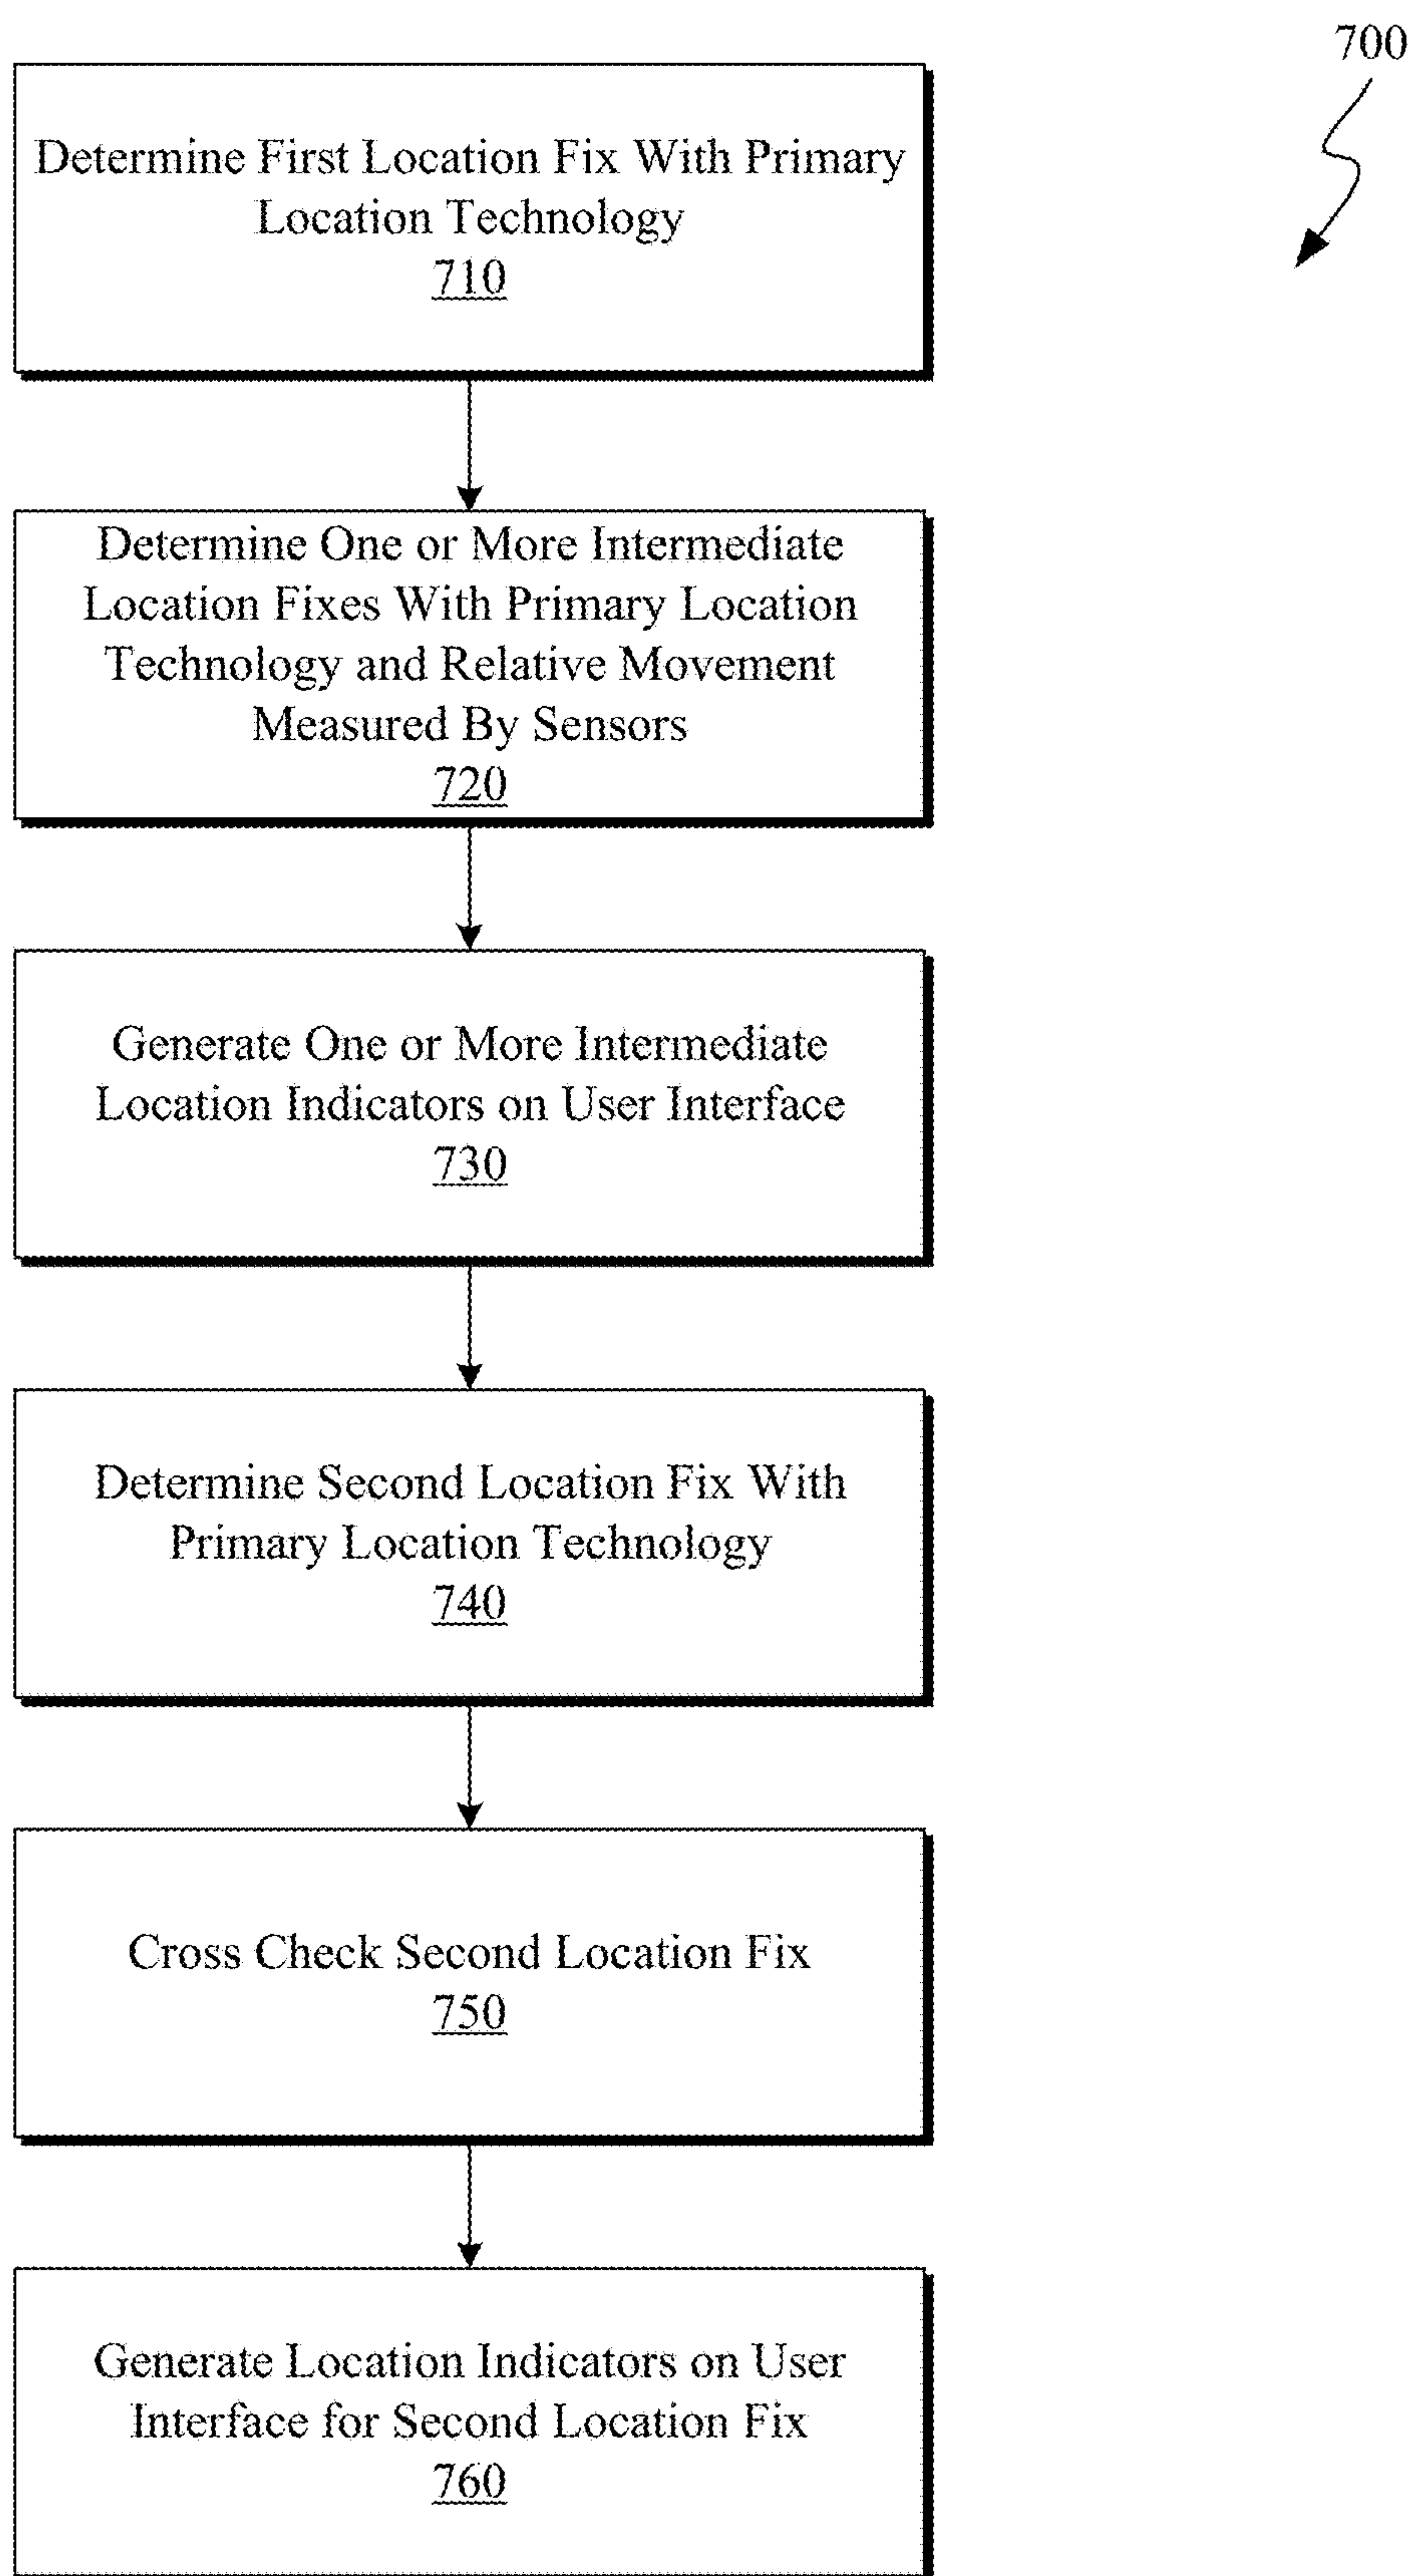 700
Determine First Location Fix With Primary
Location Technology
710
Determine One or More Intermediate
Location Fixes With Primary Location
Technology and Relative Movement
Measured By Sensors
720
Generate One or More Intermediate
Location Indicators on User Interface
730
Determine Second Location Fix With
Primary Location Technology
740
Cross Check Second Location Fix
750
Generate Location Indicators on User
Interface for Second Location Fix
760